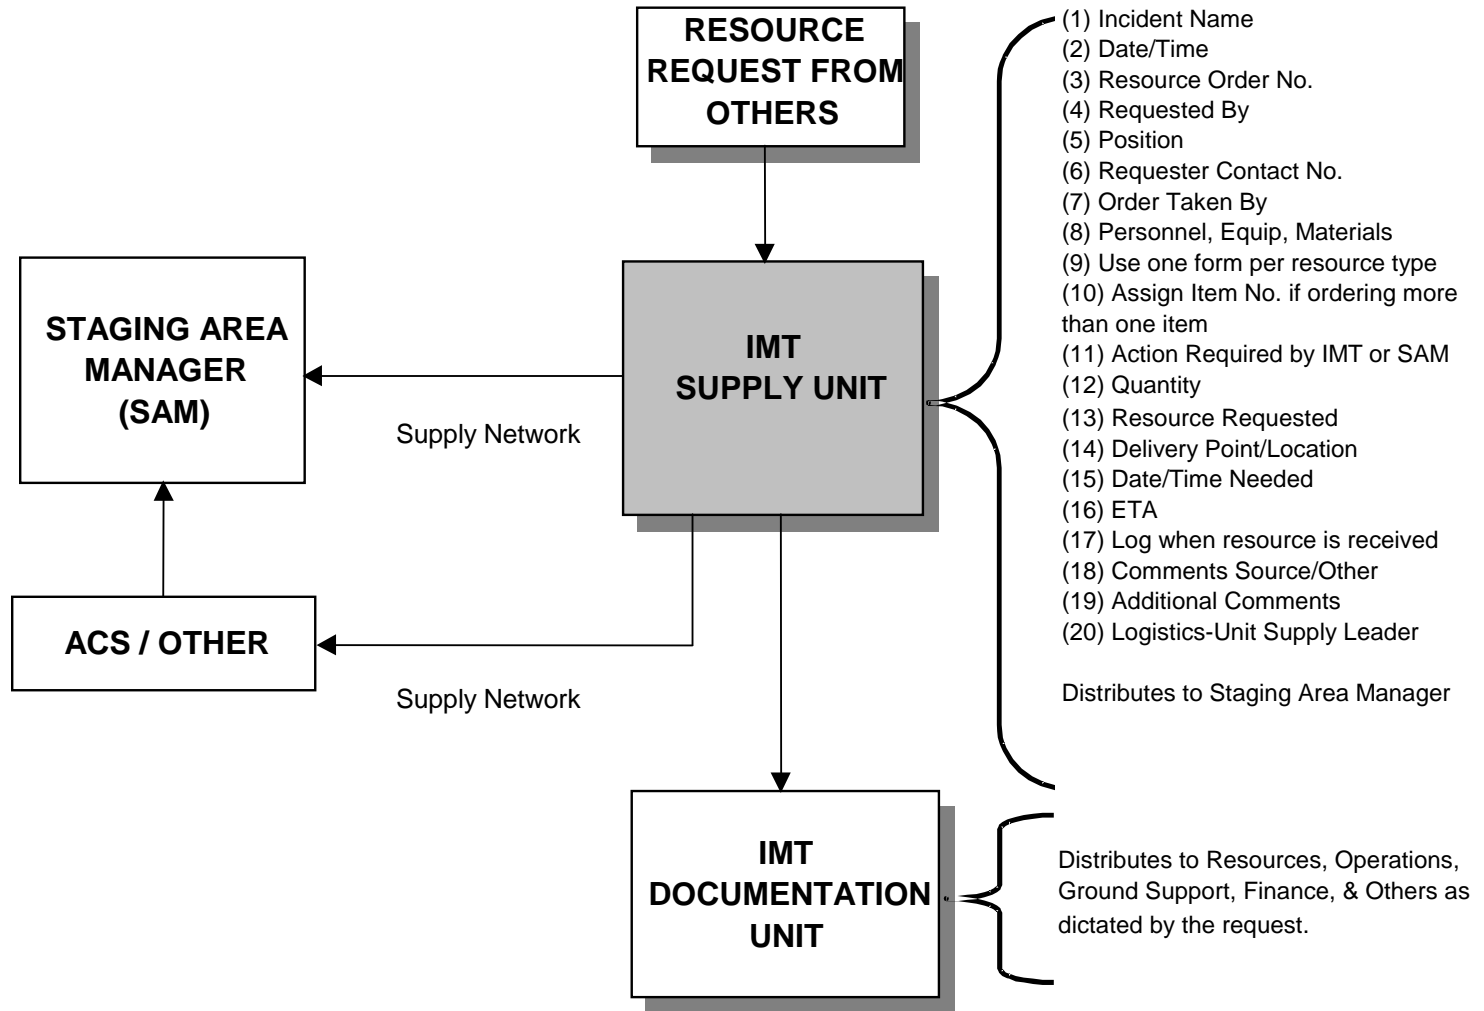 RESOURCE
REQUEST FROM
OTHERS
(1) Incident Name
(2) Date/Time
(3) Resource Order No.
(4) Requested By
(5) Position
(6) Requester Contact No.
(7) Order Taken By
(8) Personnel, Equip, Materials
(9) Use one form per resource type
(10) Assign Item No. if ordering more
than one item
(11) Action Required by IMT or SAM
(12) Quantity
(13) Resource Requested
(14) Delivery Point/Location
(15) Date/Time Needed
(16) ETA
(17) Log when resource is received
(18) Comments Source/Other
(19) Additional Comments
(20) Logistics-Unit Supply Leader
Distributes to Staging Area Manager
STAGING AREA
MANAGER
(SAM)
IMT
SUPPLY UNIT
Supply Network
ACS / OTHER
Supply Network
IMT
DOCUMENTATION
UNIT
Distributes to Resources, Operations,
Ground Support, Finance, & Others as
dictated by the request.